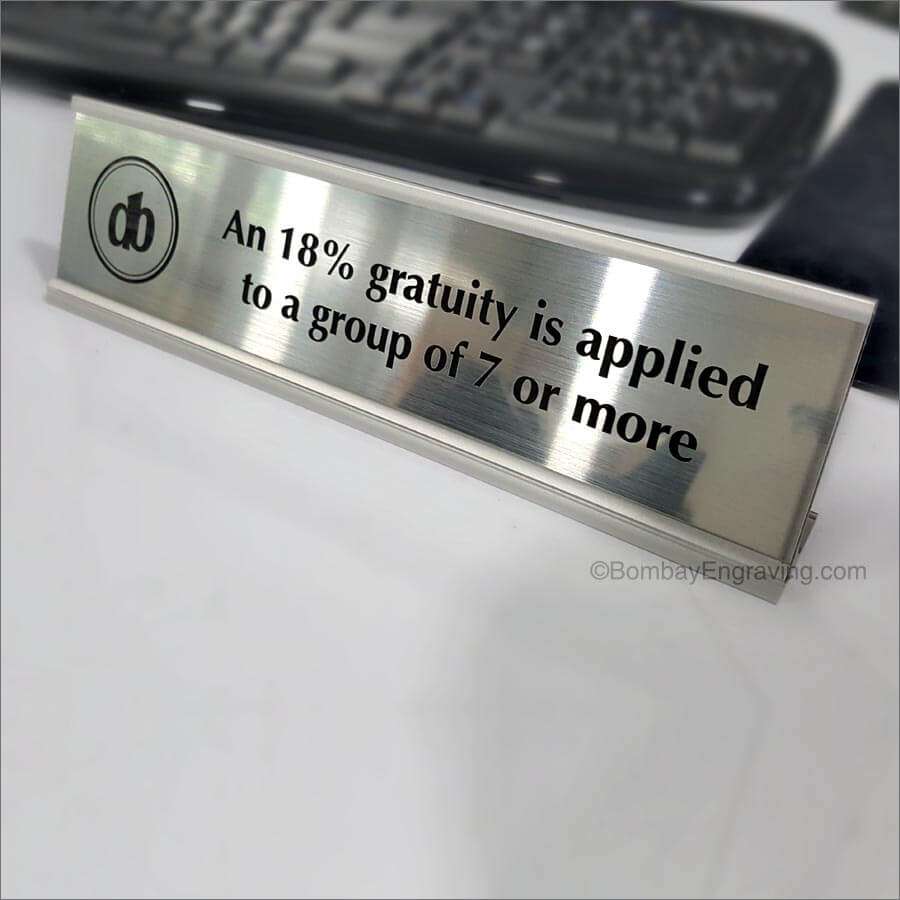 db
An 18% gratuity is applied
to a group of 7 or more
©BombayEngraving.com